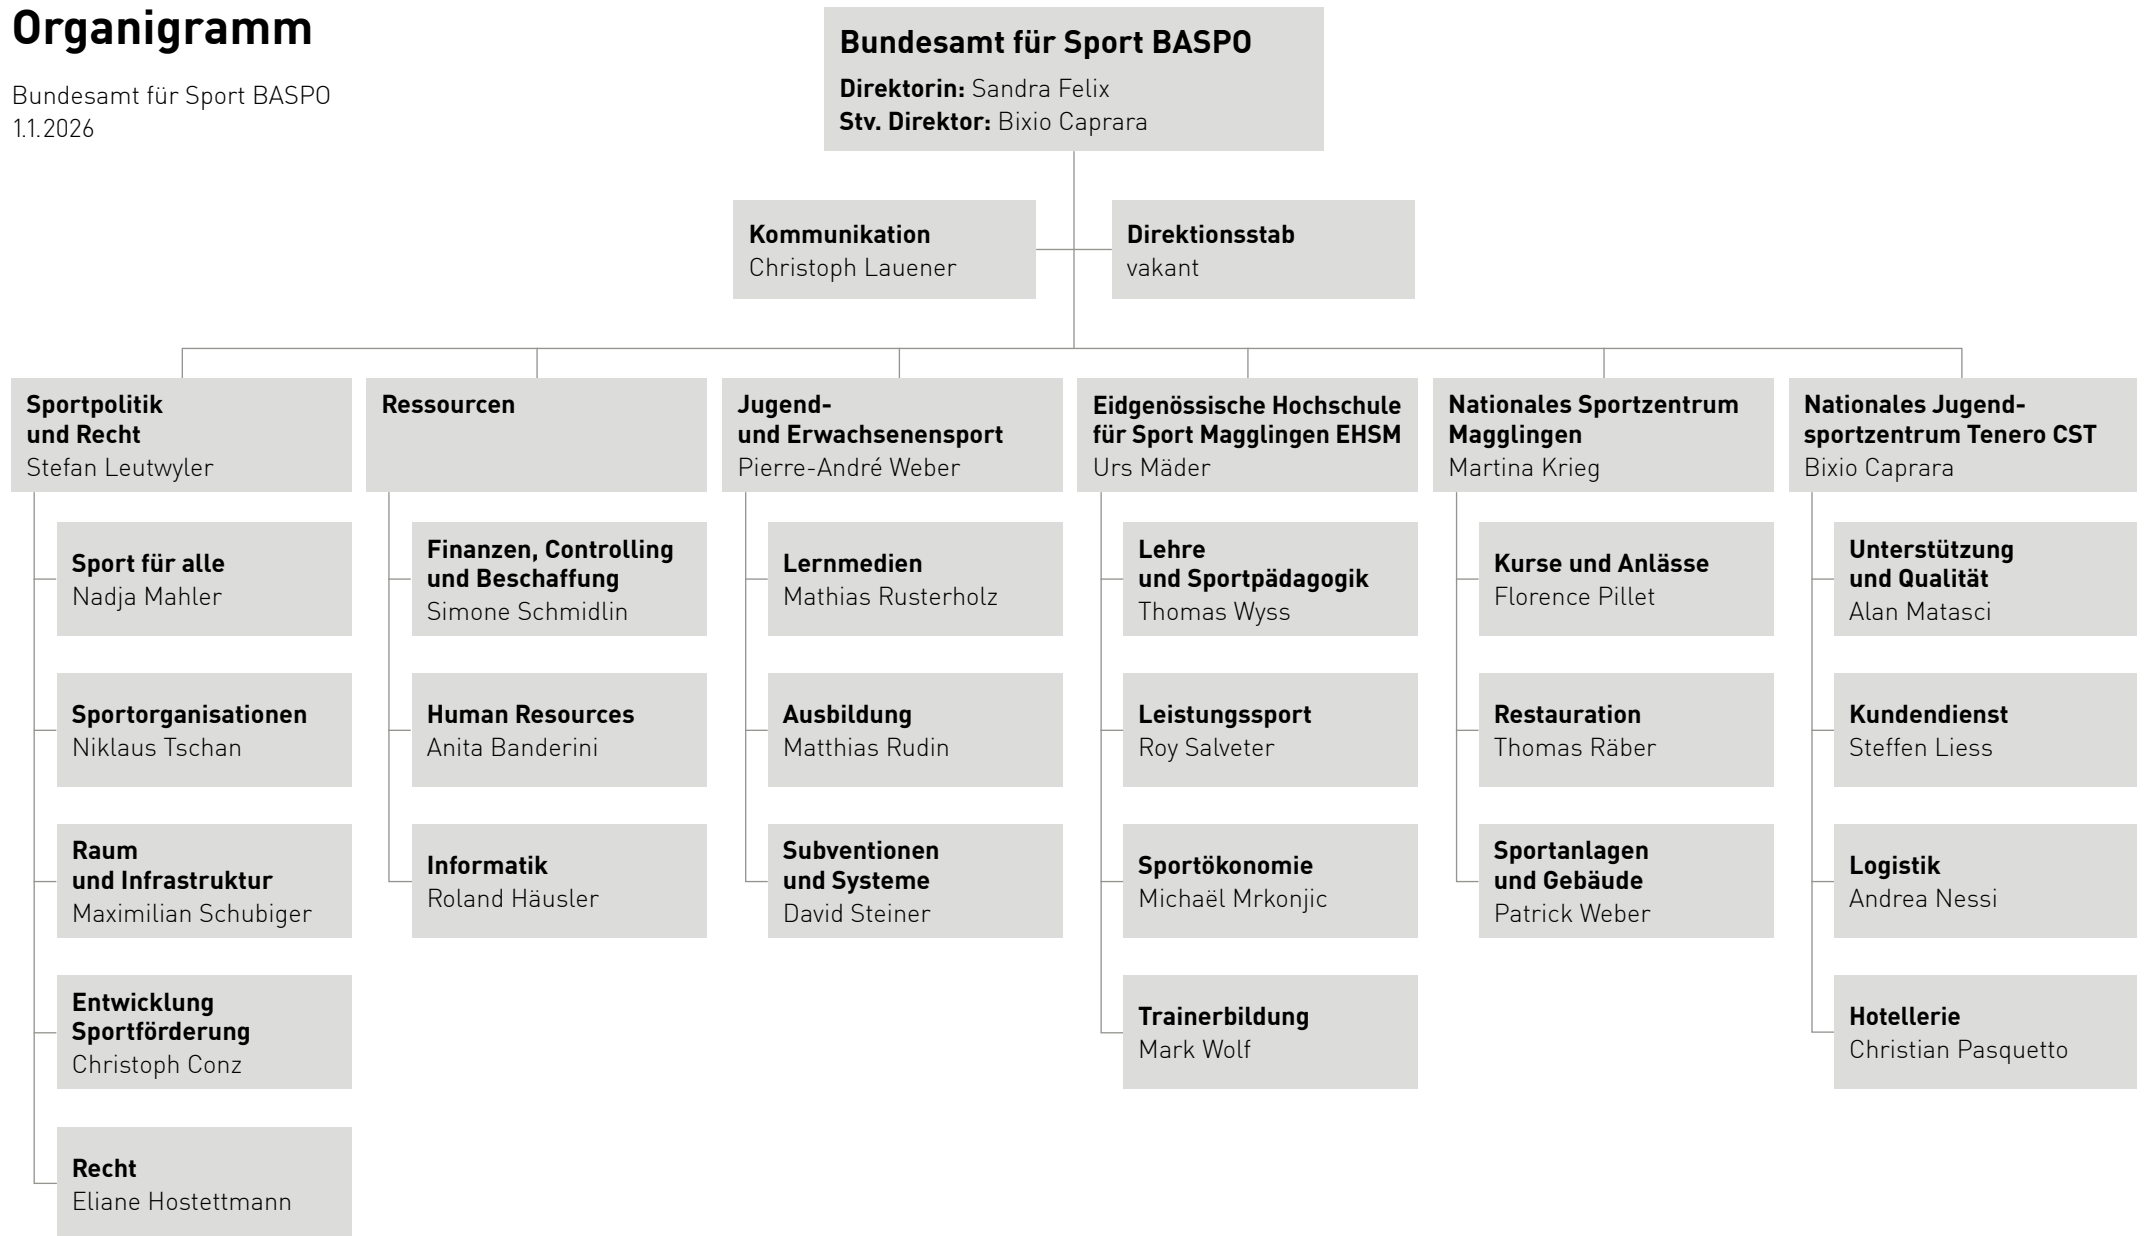 Organigramm
Bundesamt für Sport BASPO
1.1.2026
Bundesamt für Sport BASPO
Direktorin: Sandra Felix
Stv. Direktor: Bixio Caprara
Kommunikation
Christoph Lauener
Direktionsstab
vakant
Sportpolitik
und Recht
Stefan Leutwyler
Sport für alle
Nadja Mahler
Sportorganisationen
Niklaus Tschan
Raum
und Infrastruktur
Maximilian Schubiger
Entwicklung
Sportförderung
Christoph Conz
Recht
Eliane Hostettmann
Ressourcen
Finanzen, Controlling
und Beschaffung
Simone Schmidlin
Human Resources
Anita Banderini
Informatik
Roland Häusler
Jugend-
und Erwachsenensport
Pierre-André Weber
Lernmedien
Mathias Rusterholz
Ausbildung
Matthias Rudin
Subventionen
und Systeme
David Steiner
Eidgenössische Hochschule
für Sport Magglingen EHSM
Urs Mäder
Lehre
und Sportpädagogik
Thomas Wyss
Leistungssport
Roy Salveter
Sportökonomie
Michaël Mrkonjic
Trainerbildung
Mark Wolf
Nationales Sportzentrum
Magglingen
Martina Krieg
Kurse und Anlässe
Florence Pillet
Restauration
Thomas Räber
Sportanlagen
und Gebäude
Patrick Weber
Nationales Jugend-
sportzentrum Tenero CST
Bixio Caprara
Unterstützung
und Qualität
Alan Matasci
Kundendienst
Steffen Liess
Logistik
Andrea Nessi
Hotellerie
Christian Pasquetto